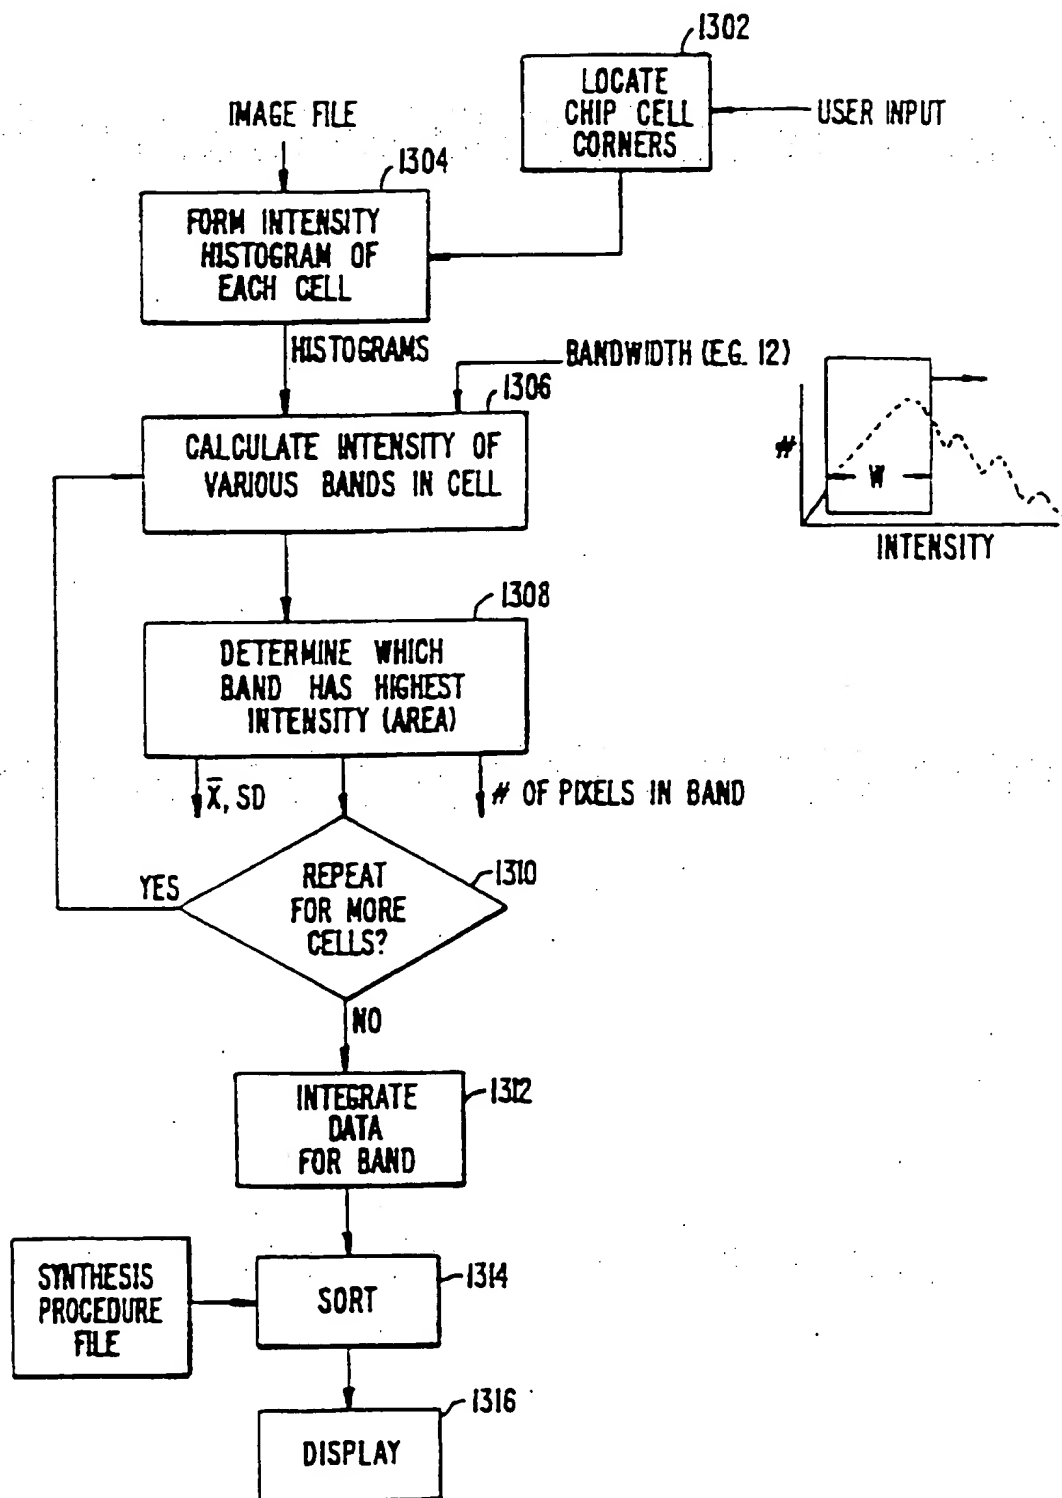 1302
LOCATE
CHIP CELL
CORNERS
USER INPUT
IMAGE FILE
1304
FORM INTENSITY
HISTOGRAM OF
EACH CELL
HISTOGRAMS
BANDWIDTH (E.G. 12)
1306
CALCULATE INTENSITY OF
VARIOUS BANDS IN CELL
#
W
INTENSITY
1308
DETERMINE WHICH
BAND HAS HIGHEST
INTENSITY (AREA)
X̅, SD
# OF PIXELS IN BAND
1310
REPEAT
FOR MORE
CELLS?
YES
NO
1312
INTEGRATE
DATA
FOR BAND
SYNTHESIS
PROCEDURE
FILE
1314
SORT
1316
DISPLAY